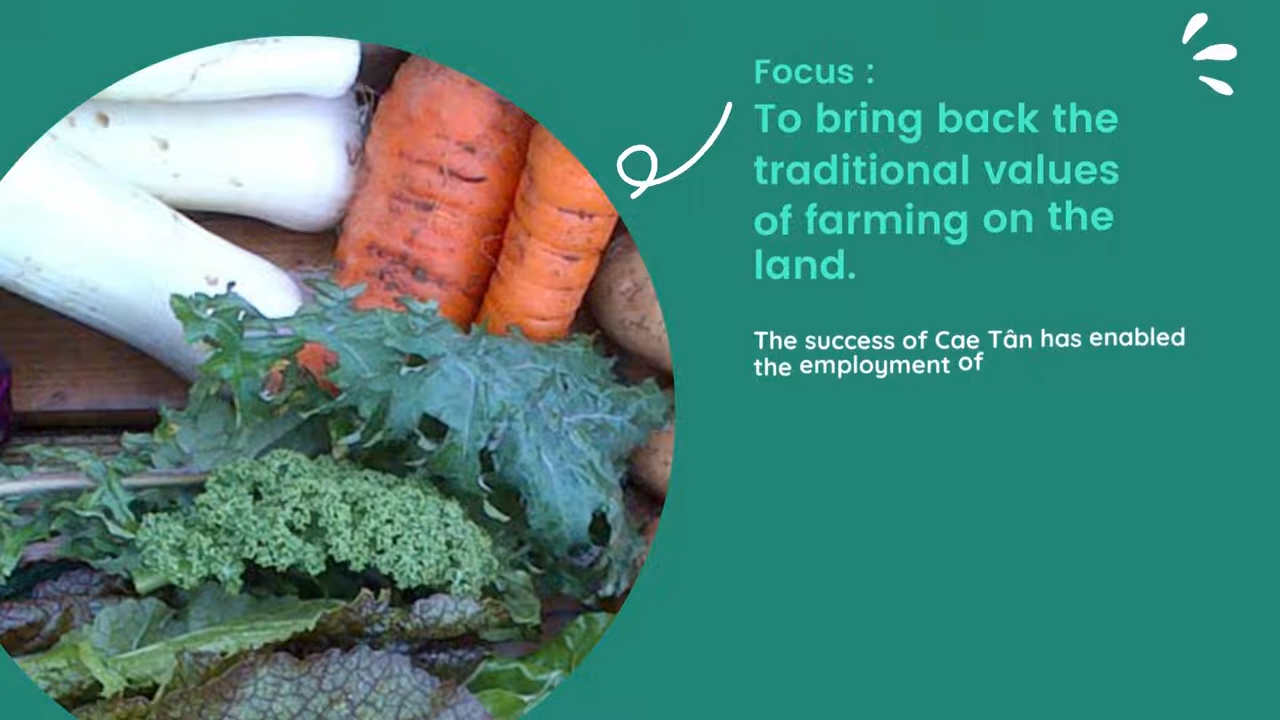 Focus :
To bring back the
traditional values
of farming on the
land.
The success of Cae Tân has enabled
the employment of